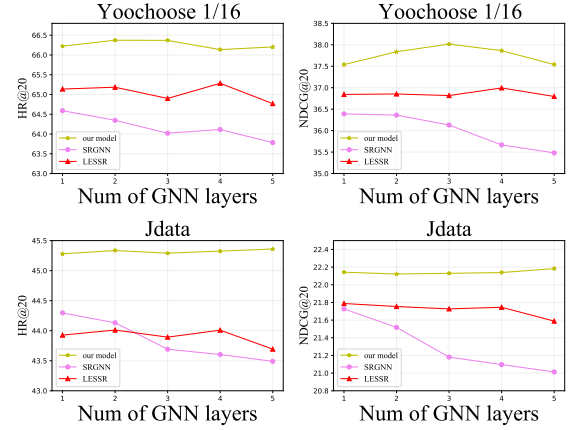 Yoochoose 1/16
HR@20
66.5
66.0
65.5
65.0
64.5
64.0
63.5
63.0
our model
SRGNN
LESSR
1 2 3 4 5
Num of GNN layers
Yoochoose 1/16
NDCG@20
38.5
38.0
37.5
37.0
36.5
36.0
35.5
35.0
our model
SRGNN
LESSR
1 2 3 4 5
Num of GNN layers
Jdata
HR@20
45.5
45.0
44.5
44.0
43.5
43.0
our model
SRGNN
LESSR
1 2 3 4 5
Num of GNN layers
Jdata
NDCG@20
22.4
22.2
22.0
21.8
21.6
21.4
21.2
21.0
20.8
our model
SRGNN
LESSR
1 2 3 4 5
Num of GNN layers